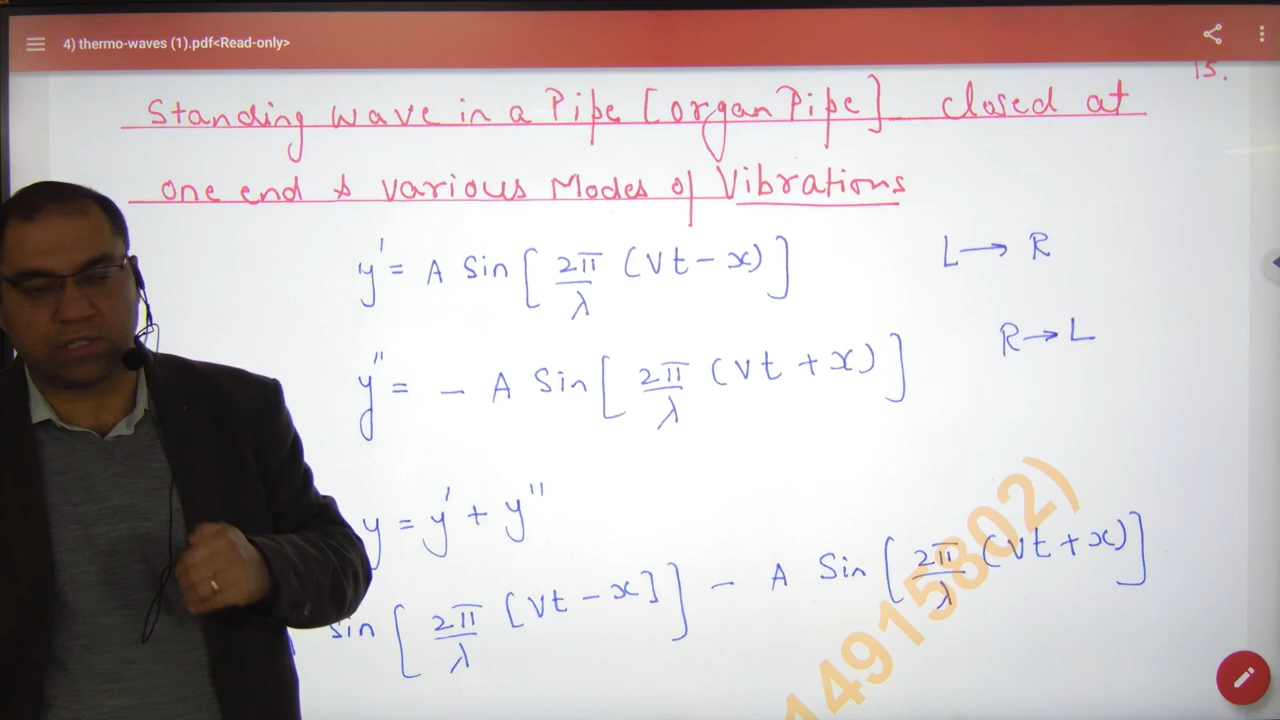 4) thermo-waves (1).pdf<Read-only>
15.
Standing wave in a Pipe [organ Pipe] closed at
one end & various Modes of Vibrations
y' = A Sin [ 2π/λ (Vt - x) ] L → R
y'' = - A Sin [ 2π/λ (Vt + x) ] R → L
y = y' + y''
Sin [ 2π/λ [Vt - x] ] - A Sin [ 2π/λ (Vt + x) ]
14915802)